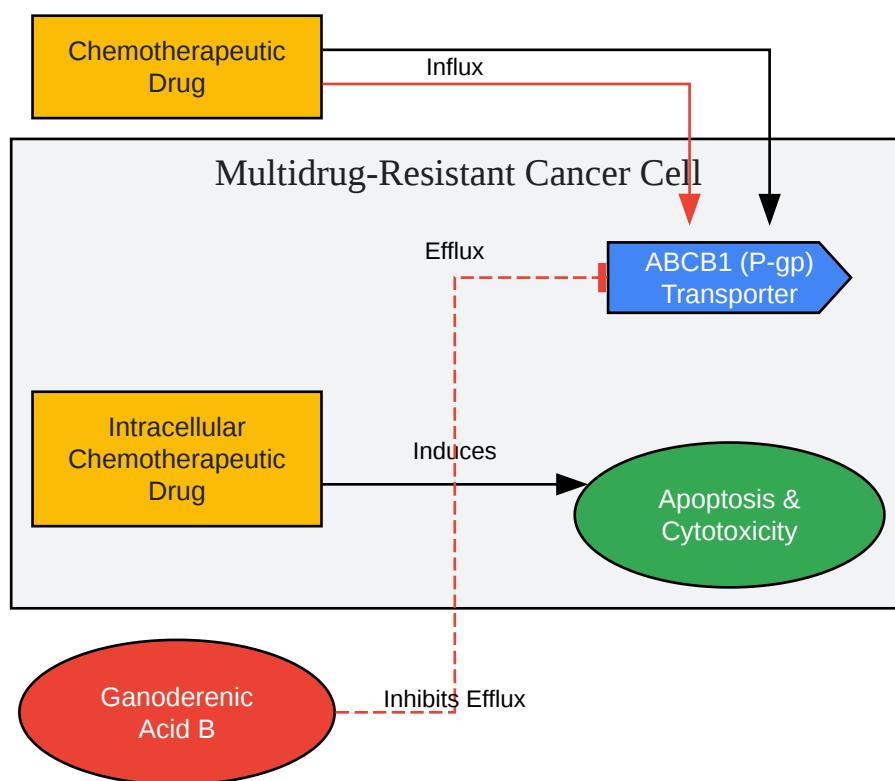 Chemotherapeutic
Drug
Influx
Multidrug-Resistant Cancer Cell
Efflux
ABCB1 (P-gp)
Transporter
Intracellular
Chemotherapeutic
Drug
Induces
Apoptosis &
Cytotoxicity
Ganoderenic
Acid B
Inhibits Efflux